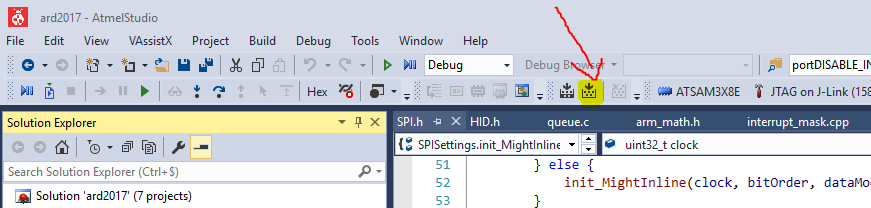 ard2017 - AtmelStudio
File Edit View VAssistX Project Build Debug Tools Window Help
Debug Debug Browser portDISABLE_IN
Hex ATSAM3X8E JTAG on J-Link (158
Solution Explorer
SPI.h HID.h queue.c arm_math.h interrupt_mask.cpp
SPISettings.init_MightInline uint32_t clock
Search Solution Explorer (Ctrl+$)
Solution 'ard2017' (7 projects)
51 } else {
52 init_MightInline(clock, bitOrder, dataMo
53 }